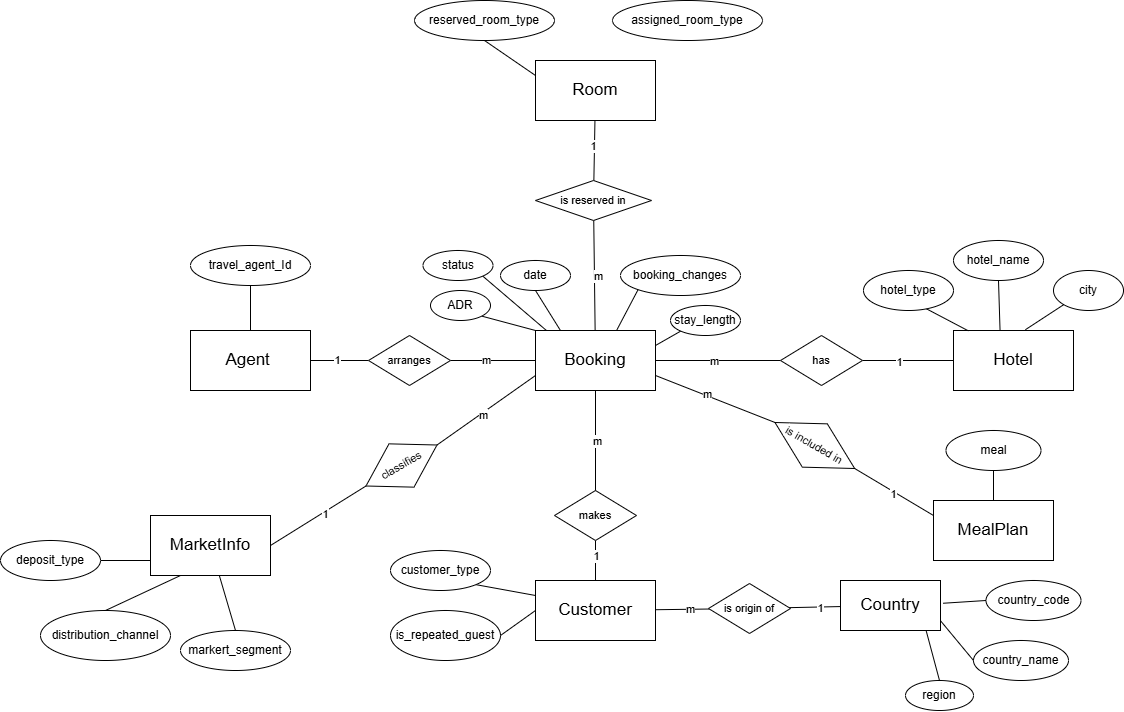 reserved_room_type
assigned_room_type
Room
1
is reserved in
travel_agent_Id
status
date
booking_changes
hotel_name
hotel_type
city
m
ADR
stay_length
Agent
1
arranges
m
Booking
m
has
1
Hotel
m
m
classifies
m
is included in
meal
1
1
makes
MealPlan
MarketInfo
deposit_type
1
customer_type
distribution_channel
markert_segment
is_repeated_guest
Customer
m
is origin of
1
Country
country_code
country_name
region